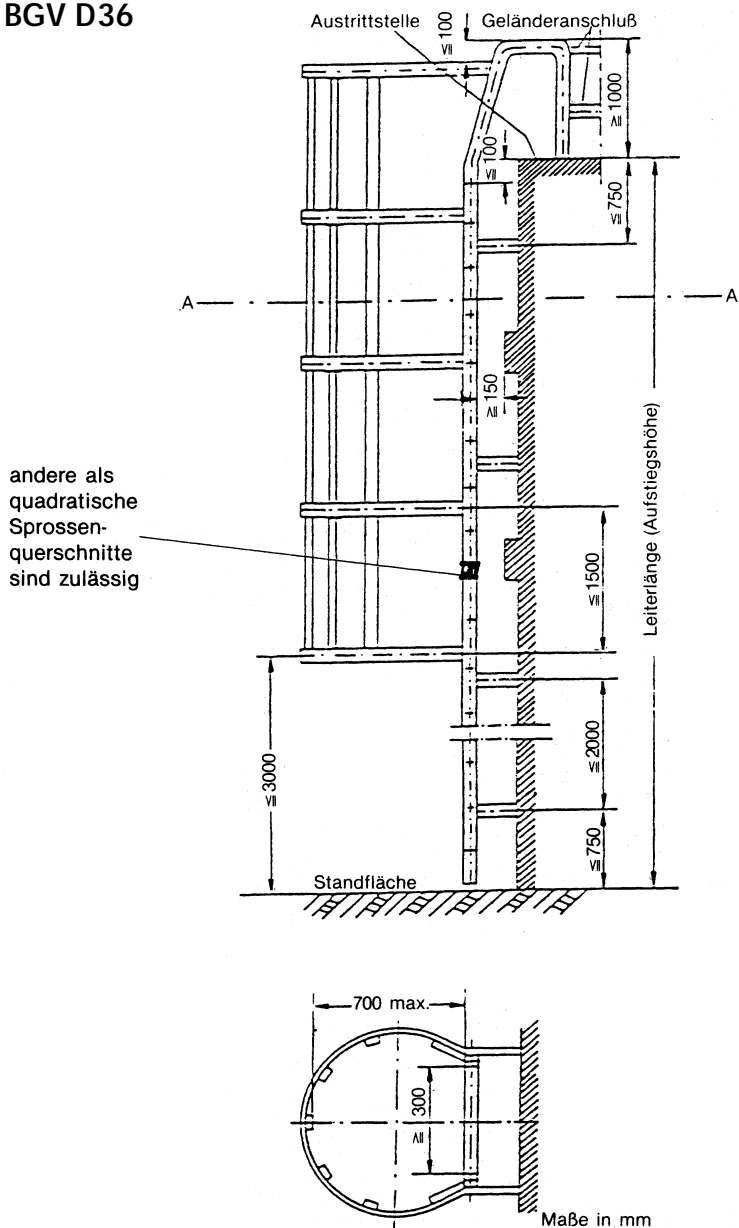 BGV D36
Austrittstelle
Geländeranschluß
≤ 100
≥ 1000
≤ 100
≤ 750
A
A
≥ 150
andere als
quadratische
Sprossen-
querschnitte
sind zulässig
Leiterlänge (Aufstiegshöhe)
≤ 1500
≤ 3000
≤ 2000
≤ 750
Standfläche
700 max.
≥ 300
Maße in mm